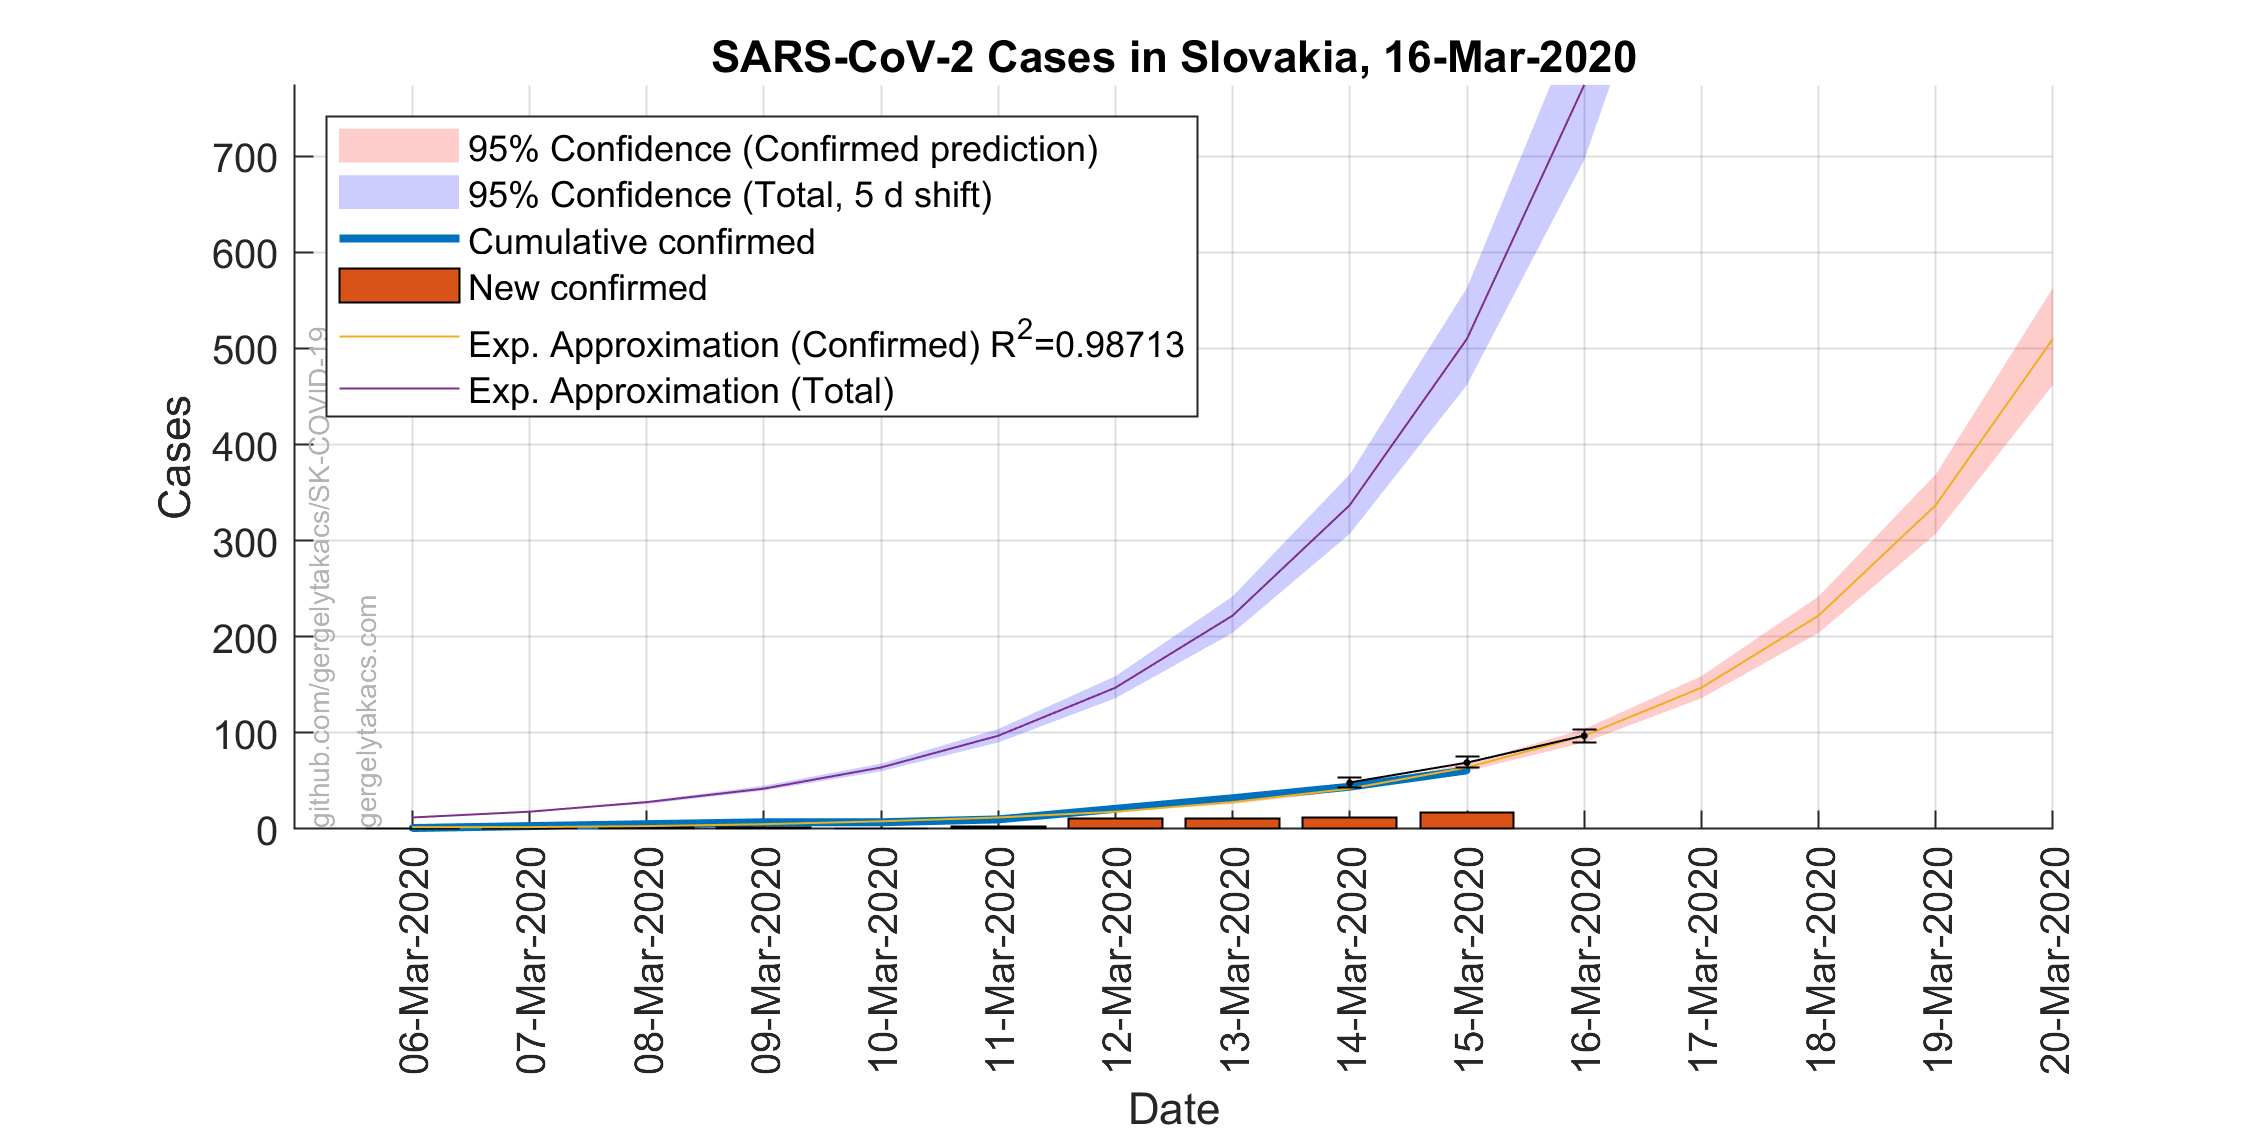 SARS-CoV-2 Cases in Slovakia, 16-Mar-2020
95% Confidence (Confirmed prediction)
95% Confidence (Total, 5 d shift)
Cumulative confirmed
New confirmed
Exp. Approximation (Confirmed) R²=0.98713
Exp. Approximation (Total)
Cases
700
600
500
400
300
200
100
0
github.com/gergelytakacs/SK-COVID-19
gergelytakacs.com
06-Mar-2020
07-Mar-2020
08-Mar-2020
09-Mar-2020
10-Mar-2020
11-Mar-2020
12-Mar-2020
13-Mar-2020
14-Mar-2020
15-Mar-2020
16-Mar-2020
17-Mar-2020
18-Mar-2020
19-Mar-2020
20-Mar-2020
Date